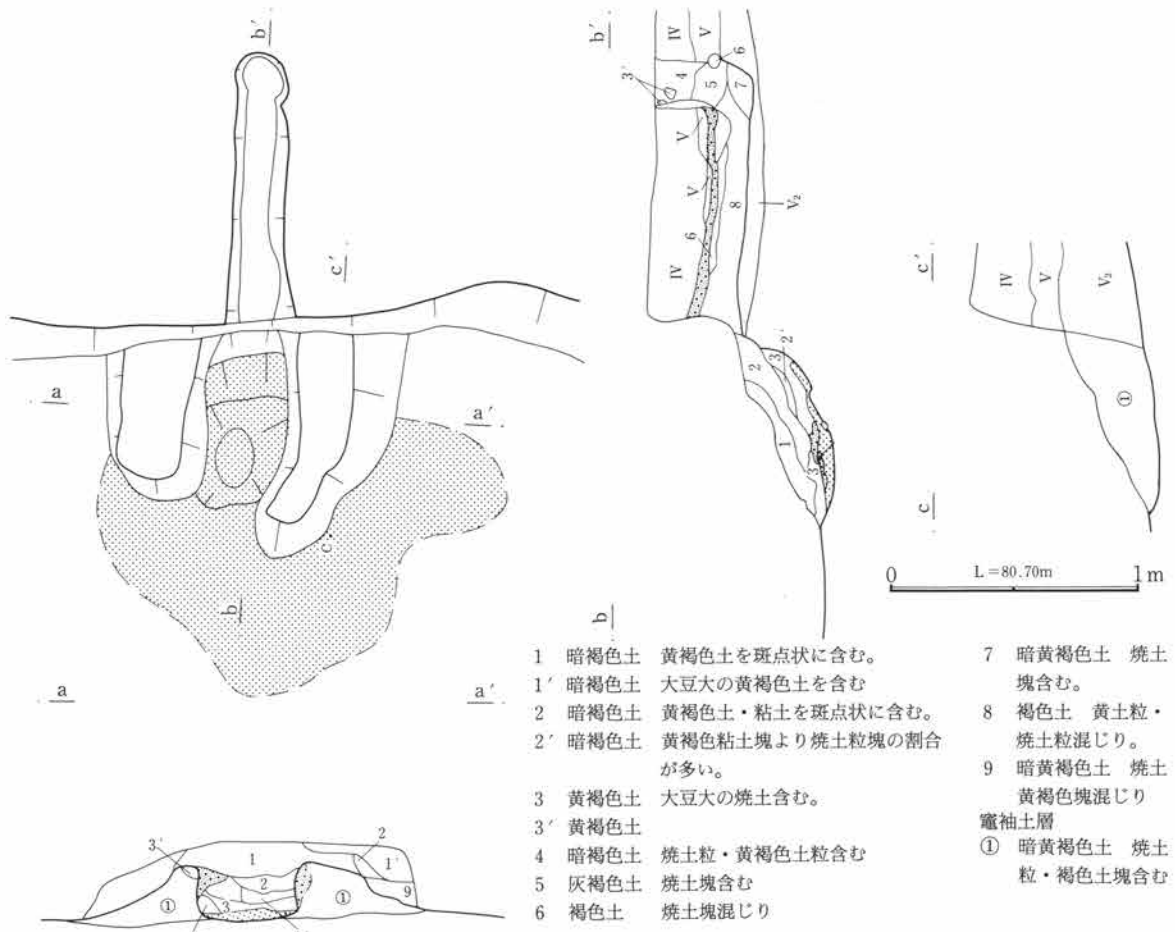 b'
c'
a
a'
c
b
a
a'
3'
2
1
1'
2
3
9
①
①
b'
IV
V
6
3'
4
5
7
V
V
8
V₂
6
IV
2'
3
2
1
3
b
c'
IV
V
V₂
①
c
0
L=80.70m
1m
1 暗褐色土 黄褐色土を斑点状に含む。
1′ 暗褐色土 大豆大の黄褐色土を含む
2 暗褐色土 黄褐色土・粘土を斑点状に含む。
2′ 暗褐色土 黄褐色粘土塊より焼土粒塊の割合
が多い。
3 黄褐色土 大豆大の焼土含む。
3′ 黄褐色土
4 暗褐色土 焼土粒・黄褐色土粒含む
5 灰褐色土 焼土塊含む
6 褐色土 焼土塊混じり
7 暗黄褐色土 焼土
塊含む。
8 褐色土 黄土粒・
焼土粒混じり。
9 暗黄褐色土 焼土
黄褐色塊混じり
竈袖土層
① 暗黄褐色土 焼土
粒・褐色土塊含む